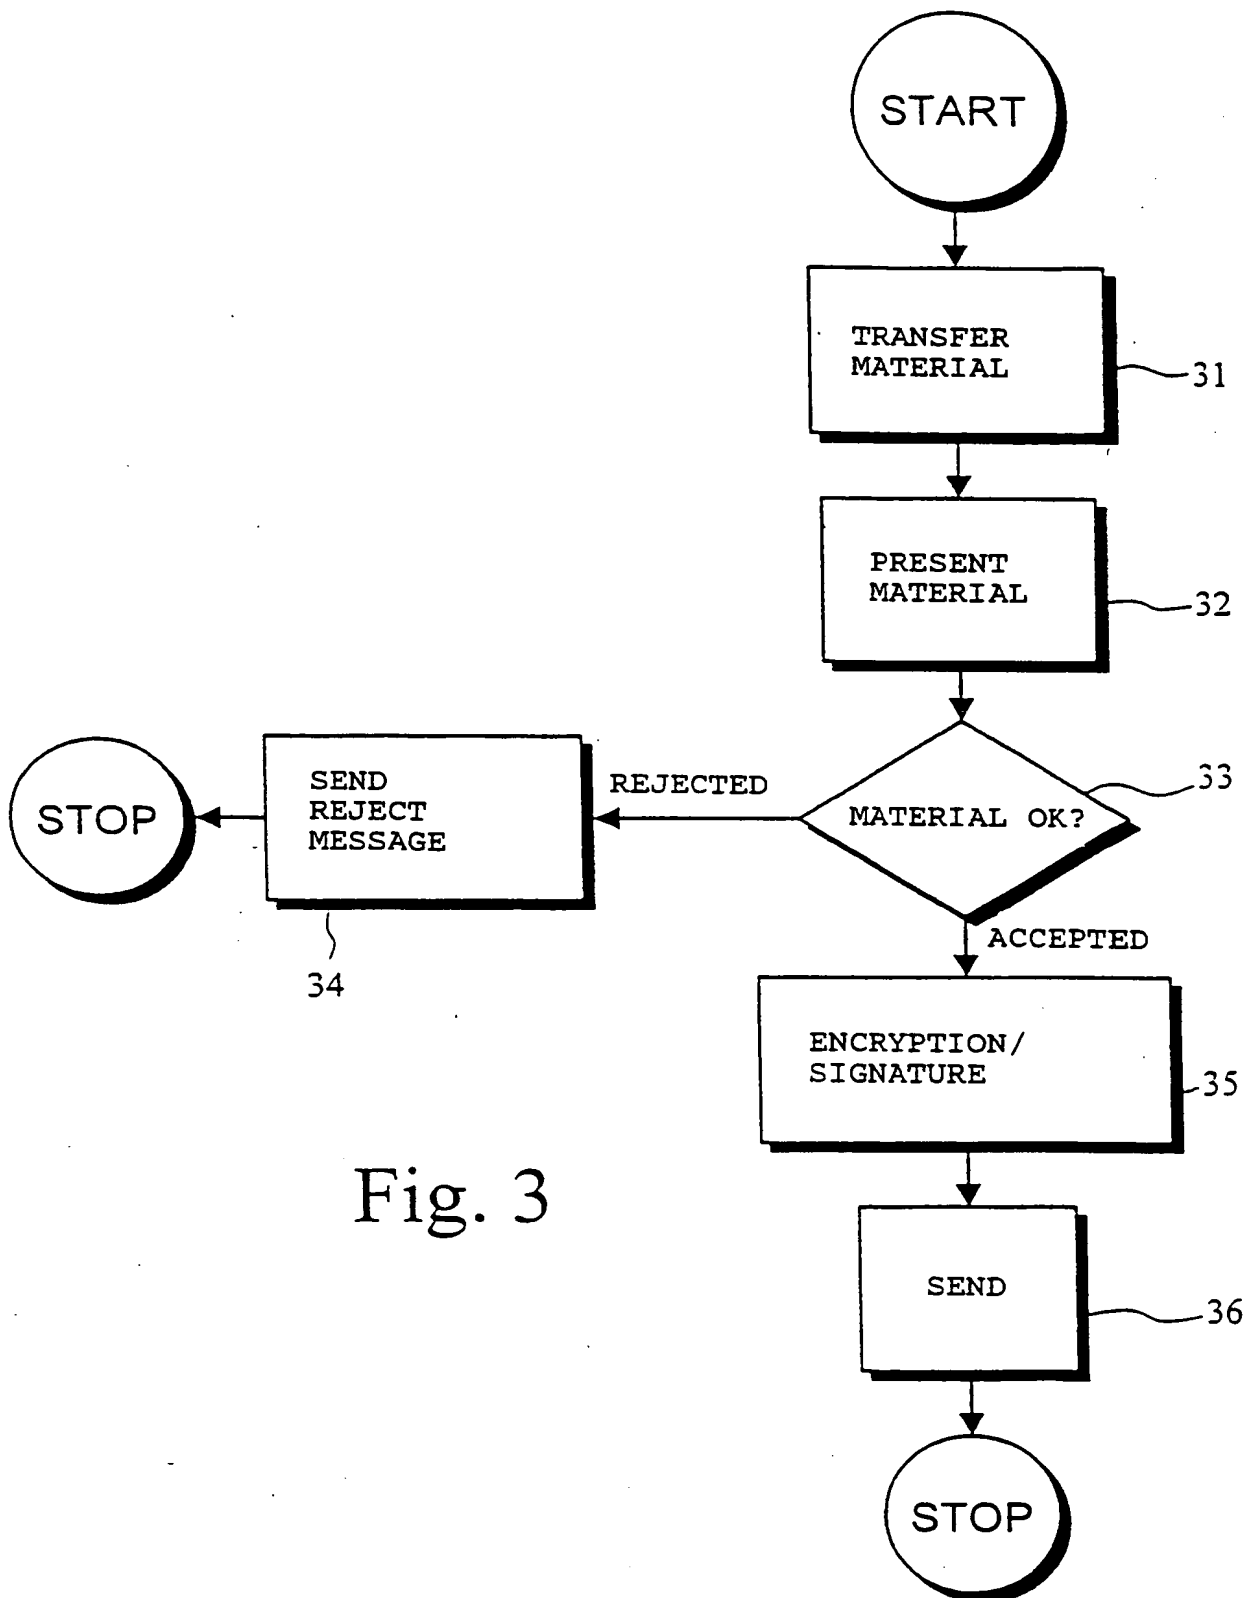 START
TRANSFER
MATERIAL
31
PRESENT
MATERIAL
32
MATERIAL OK?
33
REJECTED
SEND
REJECT
MESSAGE
34
STOP
ACCEPTED
ENCRYPTION/
SIGNATURE
35
SEND
36
STOP
Fig. 3